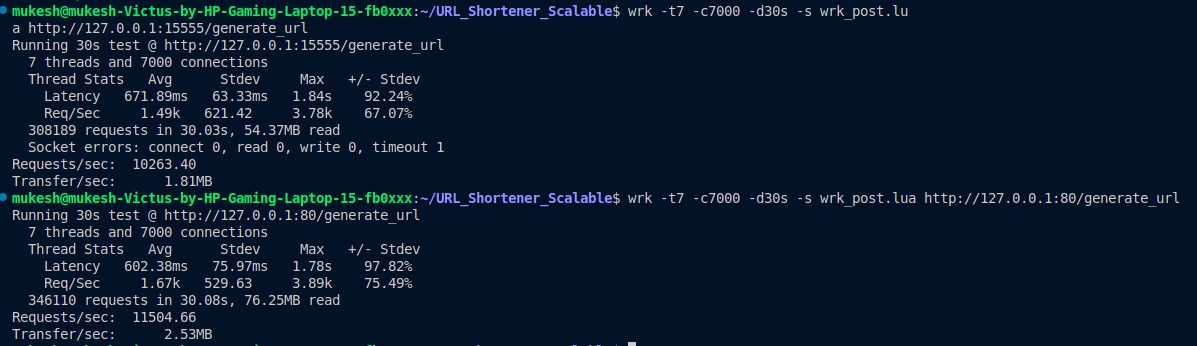 mukesh@mukesh-Victus-by-HP-Gaming-Laptop-15-fb0xxx:~/URL_Shortener_Scalable$ wrk -t7 -c7000 -d30s -s wrk_post.lu
a http://127.0.0.1:15555/generate_url
Running 30s test @ http://127.0.0.1:15555/generate_url
  7 threads and 7000 connections
  Thread Stats   Avg      Stdev     Max   +/- Stdev
    Latency   671.89ms   63.33ms   1.84s    92.24%
    Req/Sec     1.49k   621.42     3.78k    67.07%
  308189 requests in 30.03s, 54.37MB read
  Socket errors: connect 0, read 0, write 0, timeout 1
Requests/sec:  10263.40
Transfer/sec:      1.81MB
mukesh@mukesh-Victus-by-HP-Gaming-Laptop-15-fb0xxx:~/URL_Shortener_Scalable$ wrk -t7 -c7000 -d30s -s wrk_post.lua http://127.0.0.1:80/generate_url
Running 30s test @ http://127.0.0.1:80/generate_url
  7 threads and 7000 connections
  Thread Stats   Avg      Stdev     Max   +/- Stdev
    Latency   602.38ms   75.97ms   1.78s    97.82%
    Req/Sec     1.67k   529.63     3.89k    75.49%
  346110 requests in 30.08s, 76.25MB read
Requests/sec:  11504.66
Transfer/sec:      2.53MB